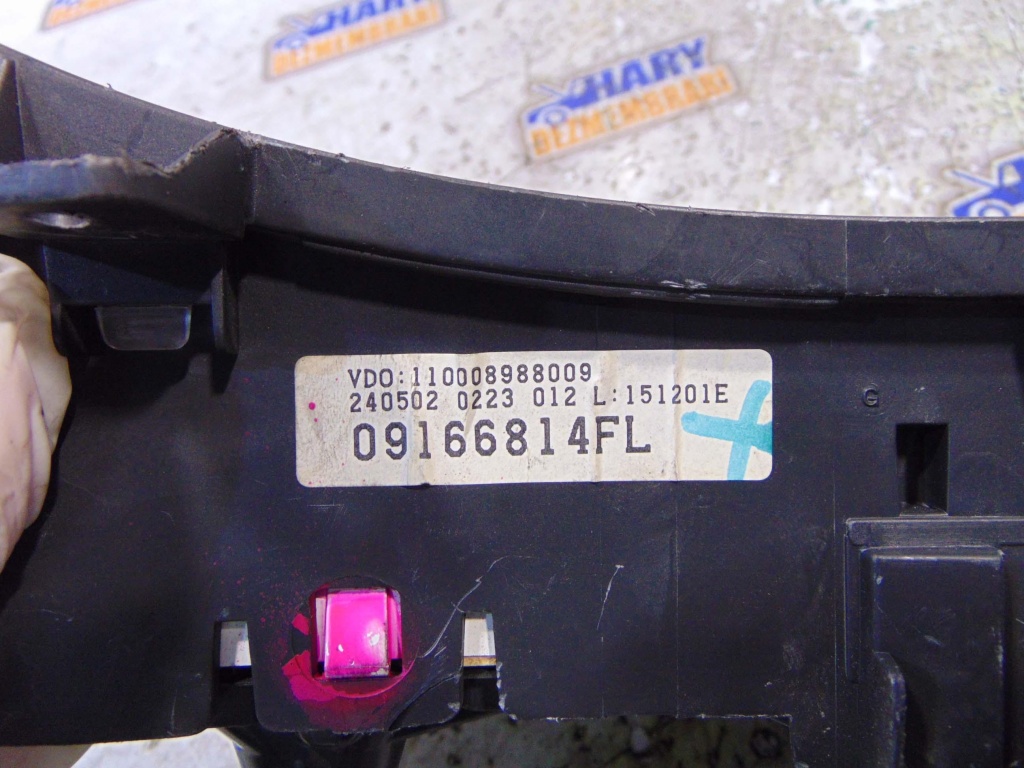 HARY
DEZMEMBRARI
HARY
DEZMEMBRARI
VDO:110008988009
240502 0223 012 L:151201E
09166814FL
G